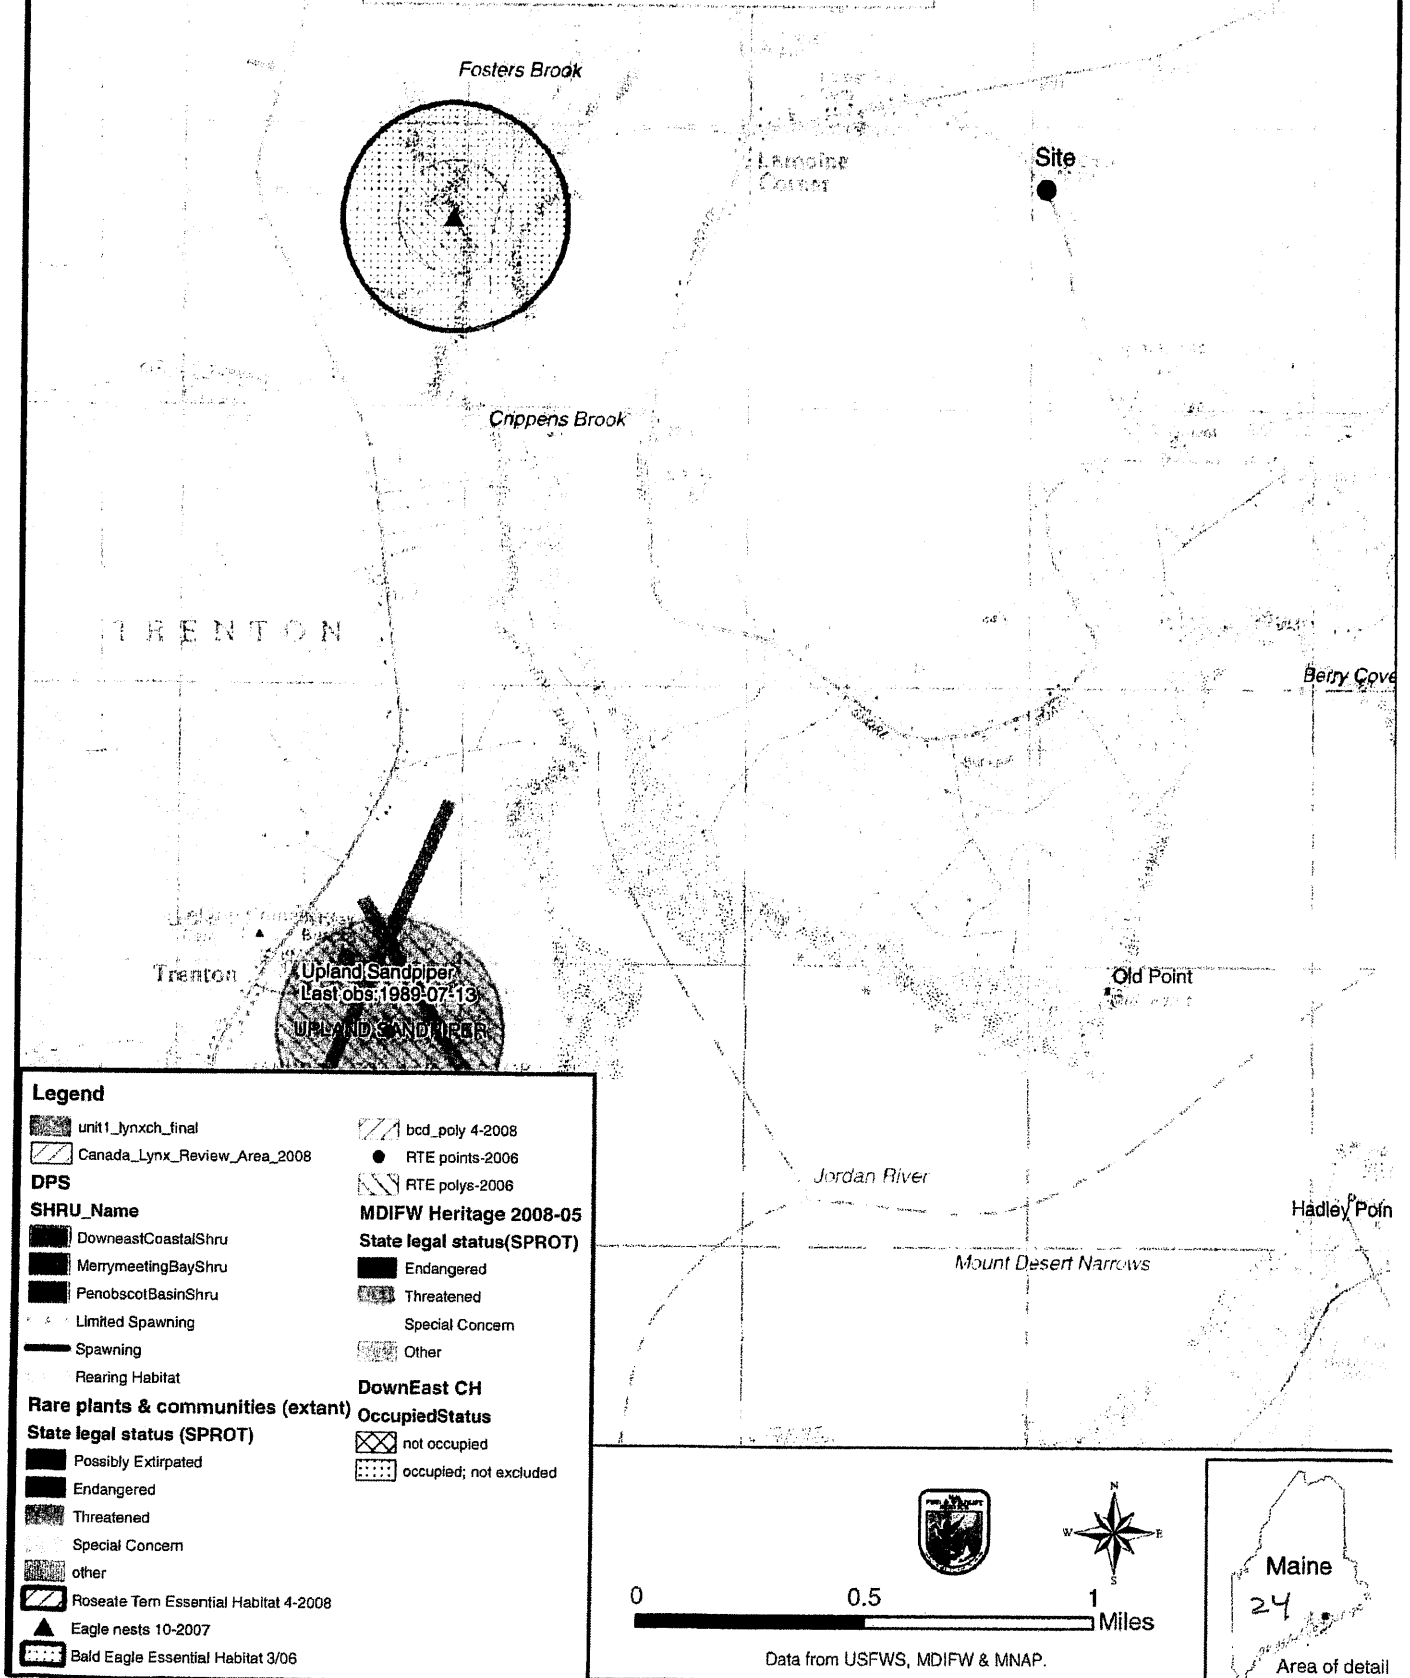 Fosters Brook
Lamoine
Corner
Site
Crippens Brook
TRENTON
Berry Cove
Trenton
Upland Sandpiper
Last obs:1989-07-13
UPLAND SANDPIPER
Old Point
Jordan River
Hadley Poin
Mount Desert Narrows
Legend
unit1_lynxch_final
Canada_Lynx_Review_Area_2008
DPS
SHRU_Name
DowneastCoastalShru
MerrymeetingBayShru
PenobscotBasinShru
Limited Spawning
Spawning
Rearing Habitat
Rare plants & communities (extant)
State legal status (SPROT)
Possibly Extirpated
Endangered
Threatened
Special Concern
other
Roseate Tern Essential Habitat 4-2008
Eagle nests 10-2007
Bald Eagle Essential Habitat 3/06
bcd_poly 4-2008
RTE points-2006
RTE polys-2006
MDIFW Heritage 2008-05
State legal status(SPROT)
Endangered
Threatened
Special Concern
Other
DownEast CH
OccupiedStatus
not occupied
occupied; not excluded
N
W E
S
0 0.5 1
Miles
Data from USFWS, MDIFW & MNAP.
Maine
24
Area of detail